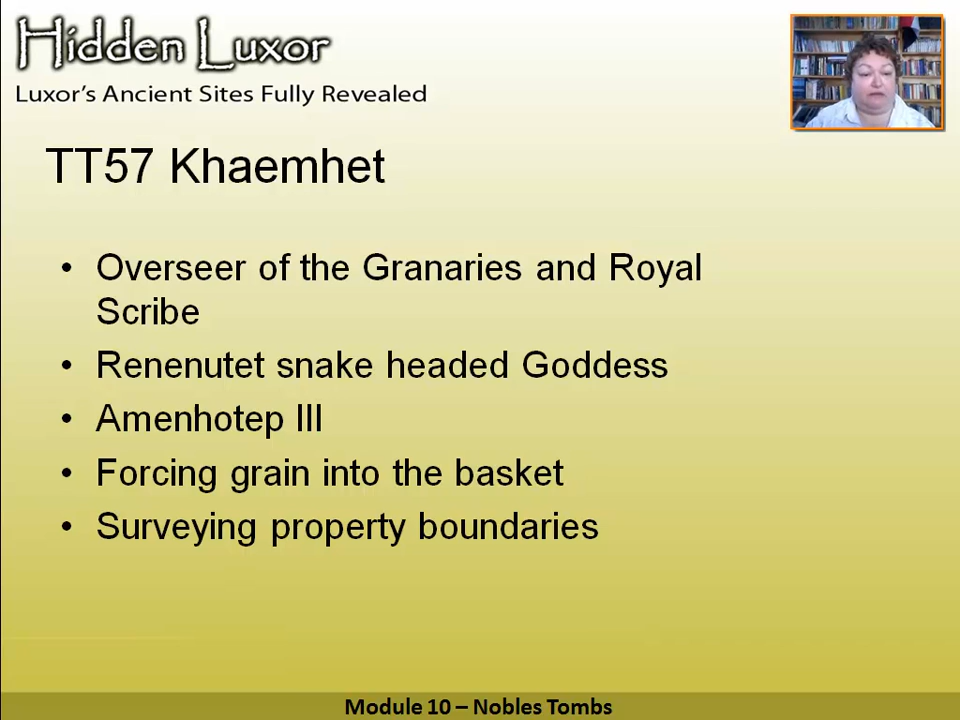 Hidden Luxor
Luxor's Ancient Sites Fully Revealed
TT57 Khaemhet
• Overseer of the Granaries and Royal
Scribe
• Renenutet snake headed Goddess
• Amenhotep III
• Forcing grain into the basket
• Surveying property boundaries
Module 10 – Nobles Tombs